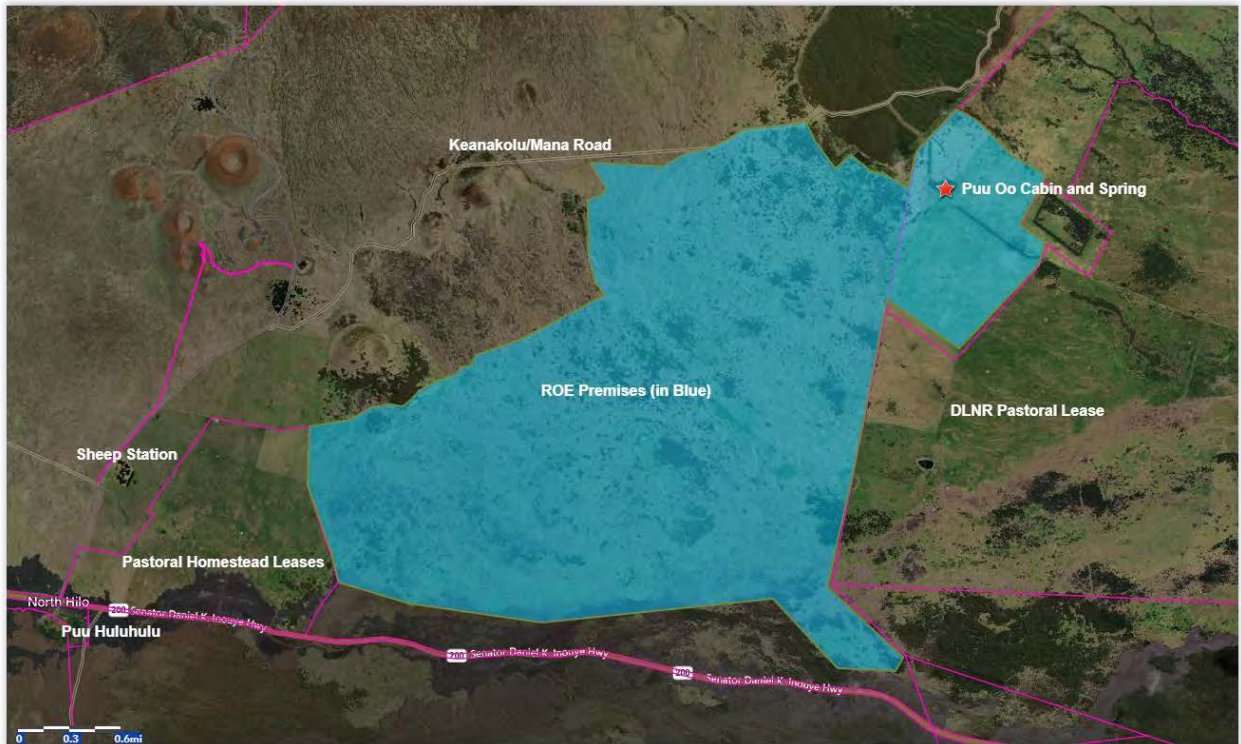 Keanakolu/Mana Road
Puu Oo Cabin and Spring
ROE Premises (in Blue)
DLNR Pastoral Lease
Sheep Station
Pastoral Homestead Leases
North Hilo
200 Senator Daniel K. Inouye Hwy
Puu Huluhulu
200 Senator Daniel K. Inouye Hwy
200 Senator Daniel K. Inouye Hwy
0 0.3 0.6mi